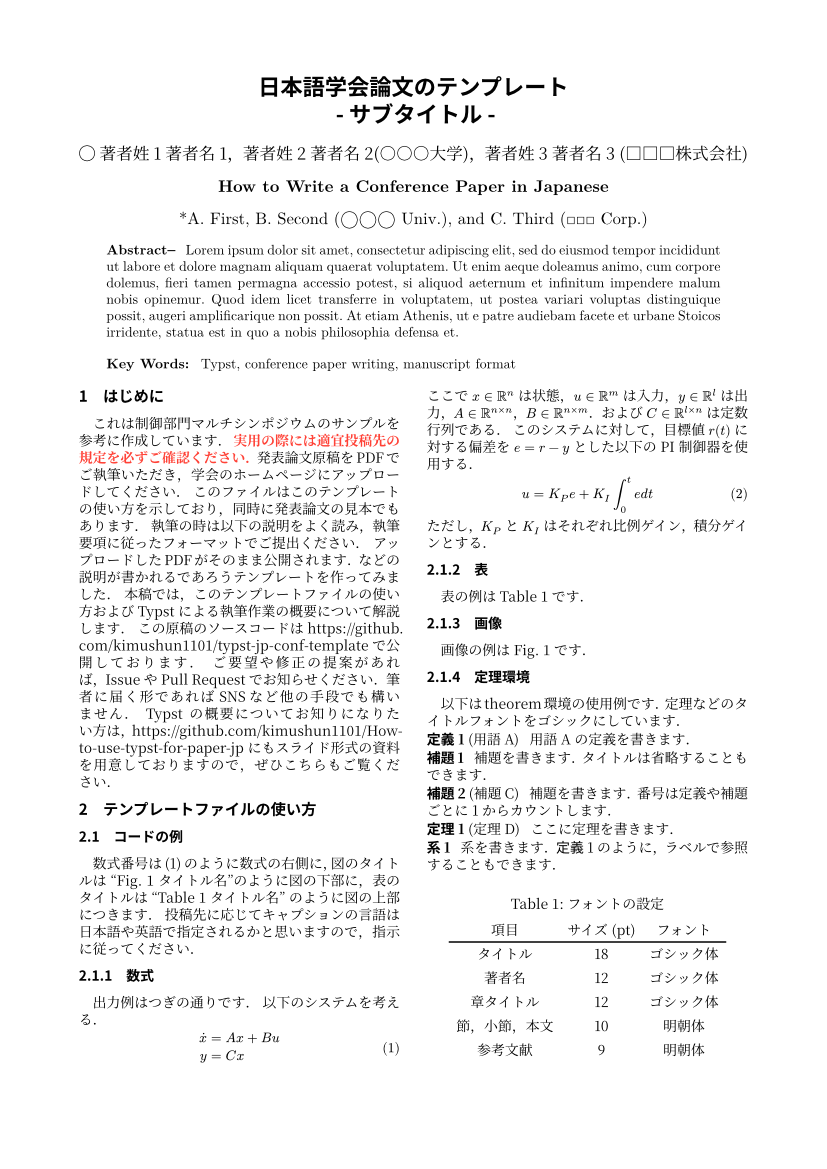 日本語学会論文のテンプレート
- サブタイトル -
○ 著者姓 1 著者名 1，著者姓 2 著者名 2(○○○大学)，著者姓 3 著者名 3 (□□□株式会社)
How to Write a Conference Paper in Japanese
*A. First, B. Second (○○○ Univ.), and C. Third (□□□ Corp.)
Abstract– Lorem ipsum dolor sit amet, consectetur adipiscing elit, sed do eiusmod tempor incididunt
ut labore et dolore magnam aliquam quaerat voluptatem. Ut enim aeque doleamus animo, cum corpore
dolemus, fieri tamen permagna accessio potest, si aliquod aeternum et infinitum impendere malum
nobis opinemur. Quod idem licet transferre in voluptatem, ut postea variari voluptas distinguique
possit, augeri amplificarique non possit. At etiam Athenis, ut e patre audiebam facete et urbane Stoicos
irridente, statua est in quo a nobis philosophia defensa et.
Key Words: Typst, conference paper writing, manuscript format
1 はじめに
これは制御部門マルチシンポジウムのサンプルを
参考に作成しています．実用の際には適宜投稿先の
規定を必ずご確認ください．発表論文原稿を PDF で
ご執筆いただき，学会のホームページにアップロー
ドしてください． このファイルはこのテンプレート
の使い方を示しており，同時に発表論文の見本でも
あります． 執筆の時は以下の説明をよく読み，執筆
要項に従ったフォーマットでご提出ください． アッ
プロードした PDF がそのまま公開されます．などの
説明が書かれるであろうテンプレートを作ってみま
した． 本稿では，このテンプレートファイルの使い
方および Typst による執筆作業の概要について解説
します． この原稿のソースコードは https://github.
com/kimushun1101/typst-jp-conf-template で公
開しております． ご要望や修正の提案があれ
ば，Issue や Pull Request でお知らせください．筆
者に届く形であれば SNS など他の手段でも構い
ません． Typst の概要についてお知りになりた
い方は，https://github.com/kimushun1101/How-
to-use-typst-for-paper-jp にもスライド形式の資料
を用意しておりますので，ぜひこちらもご覧くだ
さい．
2 テンプレートファイルの使い方
2.1 コードの例
数式番号は (1) のように数式の右側に，図のタイト
ルは “Fig. 1 タイトル名”のように図の下部に，表の
タイトルは “Table 1 タイトル名” のように図の上部
につきます． 投稿先に応じてキャプションの言語は
日本語や英語で指定されるかと思いますので，指示
に従ってください．
2.1.1 数式
出力例はつぎの通りです． 以下のシステムを考え
る．
ẋ = Ax + Bu
y = Cx (1)
ここで x ∈ ℝⁿ は状態，u ∈ ℝᵐ は入力，y ∈ ℝˡ は出
力，A ∈ ℝⁿ×ⁿ，B ∈ ℝⁿ×ᵐ．および C ∈ ℝˡ×ⁿ は定数
行列である． このシステムに対して，目標値 r(t) に
対する偏差を e = r − y とした以下の PI 制御器を使
用する．
u = K_P e + K_I ∫₀ᵗ edt (2)
ただし，K_P と K_I はそれぞれ比例ゲイン，積分ゲイ
ンとする．
2.1.2 表
表の例は Table 1 です．
2.1.3 画像
画像の例は Fig. 1 です．
2.1.4 定理環境
以下は theorem 環境の使用例です．定理などのタ
イトルフォントをゴシックにしています．
定義 1 (用語 A) 用語 A の定義を書きます．
補題 1 補題を書きます．タイトルは省略することも
できます．
補題 2 (補題 C) 補題を書きます．番号は定義や補題
ごとに 1 からカウントします．
定理 1 (定理 D) ここに定理を書きます．
系 1 系を書きます．定義 1 のように，ラベルで参照
することもできます．
Table 1: フォントの設定
項目 サイズ (pt) フォント
タイトル 18 ゴシック体
著者名 12 ゴシック体
章タイトル 12 ゴシック体
節，小節，本文 10 明朝体
参考文献 9 明朝体